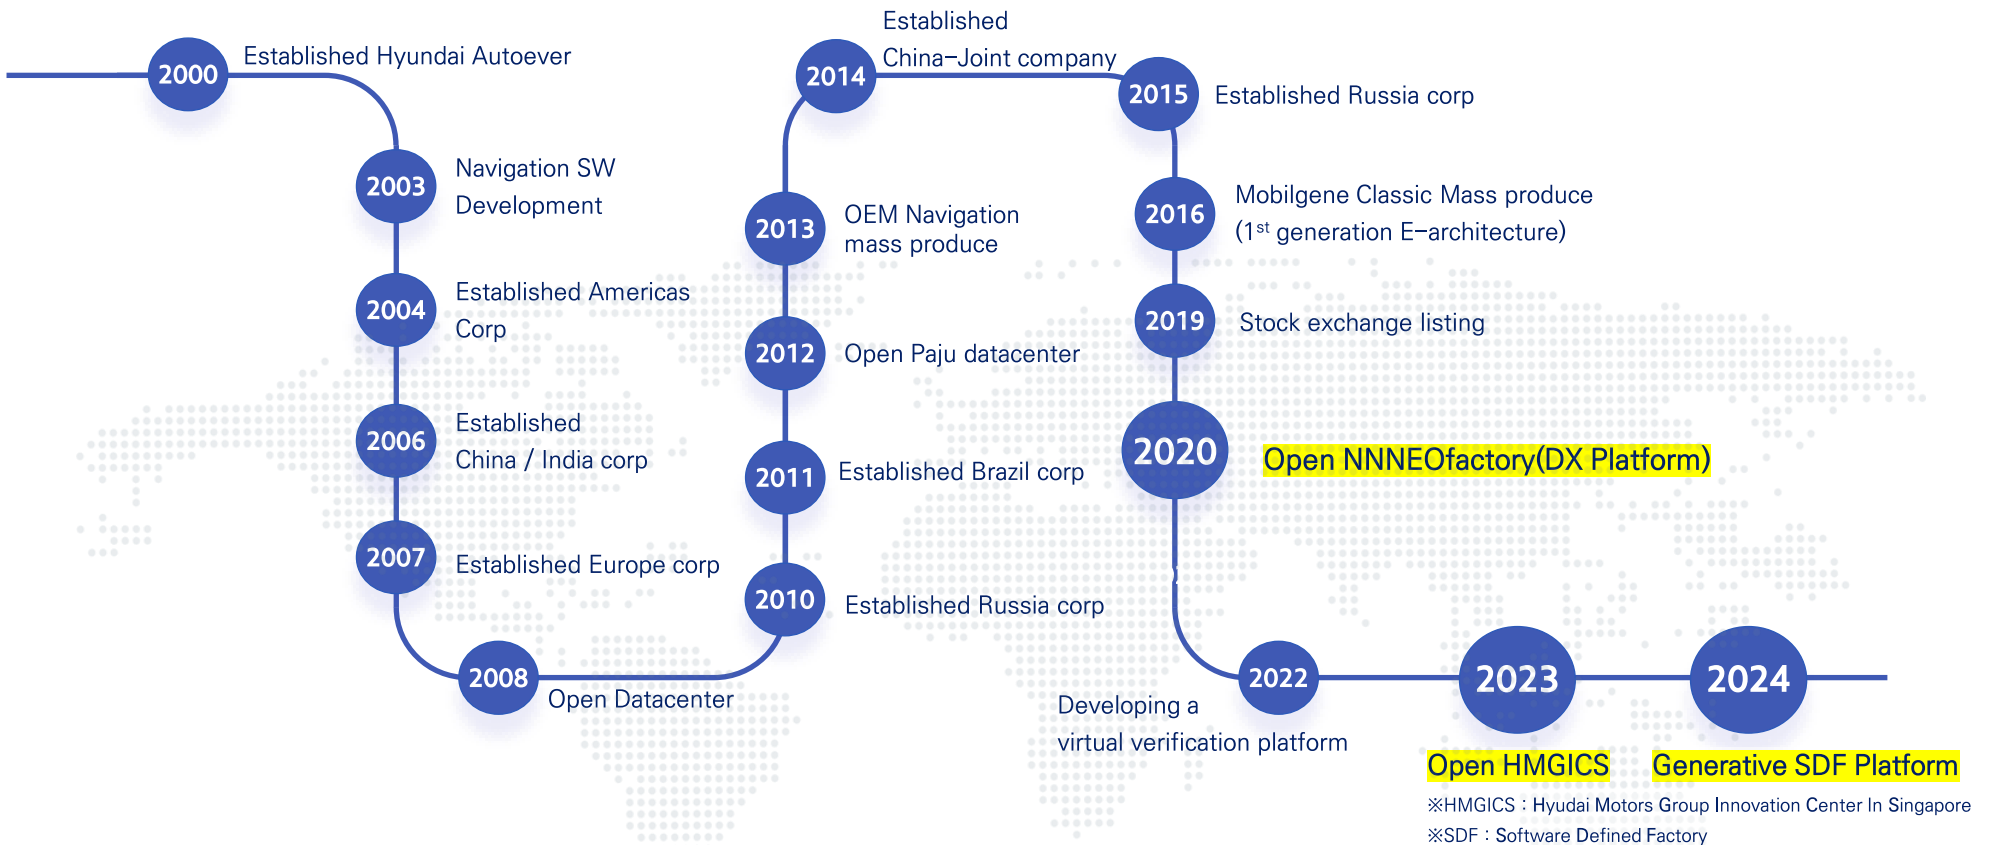 2000
Established Hyundai Autoever
2003
Navigation SW
Development
2004
Established Americas
Corp
2006
Established
China / India corp
2007
Established Europe corp
2008
Open Datacenter
2010
Established Russia corp
2011
Established Brazil corp
2012
Open Paju datacenter
2013
OEM Navigation
mass produce
2014
Established
China-Joint company
2015
Established Russia corp
2016
Mobilgene Classic Mass produce
(1st generation E-architecture)
2019
Stock exchange listing
2020
Open NNNEOfactory(DX Platform)
2022
Developing a
virtual verification platform
2023
Open HMGICS
2024
Generative SDF Platform
※HMGICS : Hyudai Motors Group Innovation Center In Singapore
※SDF : Software Defined Factory